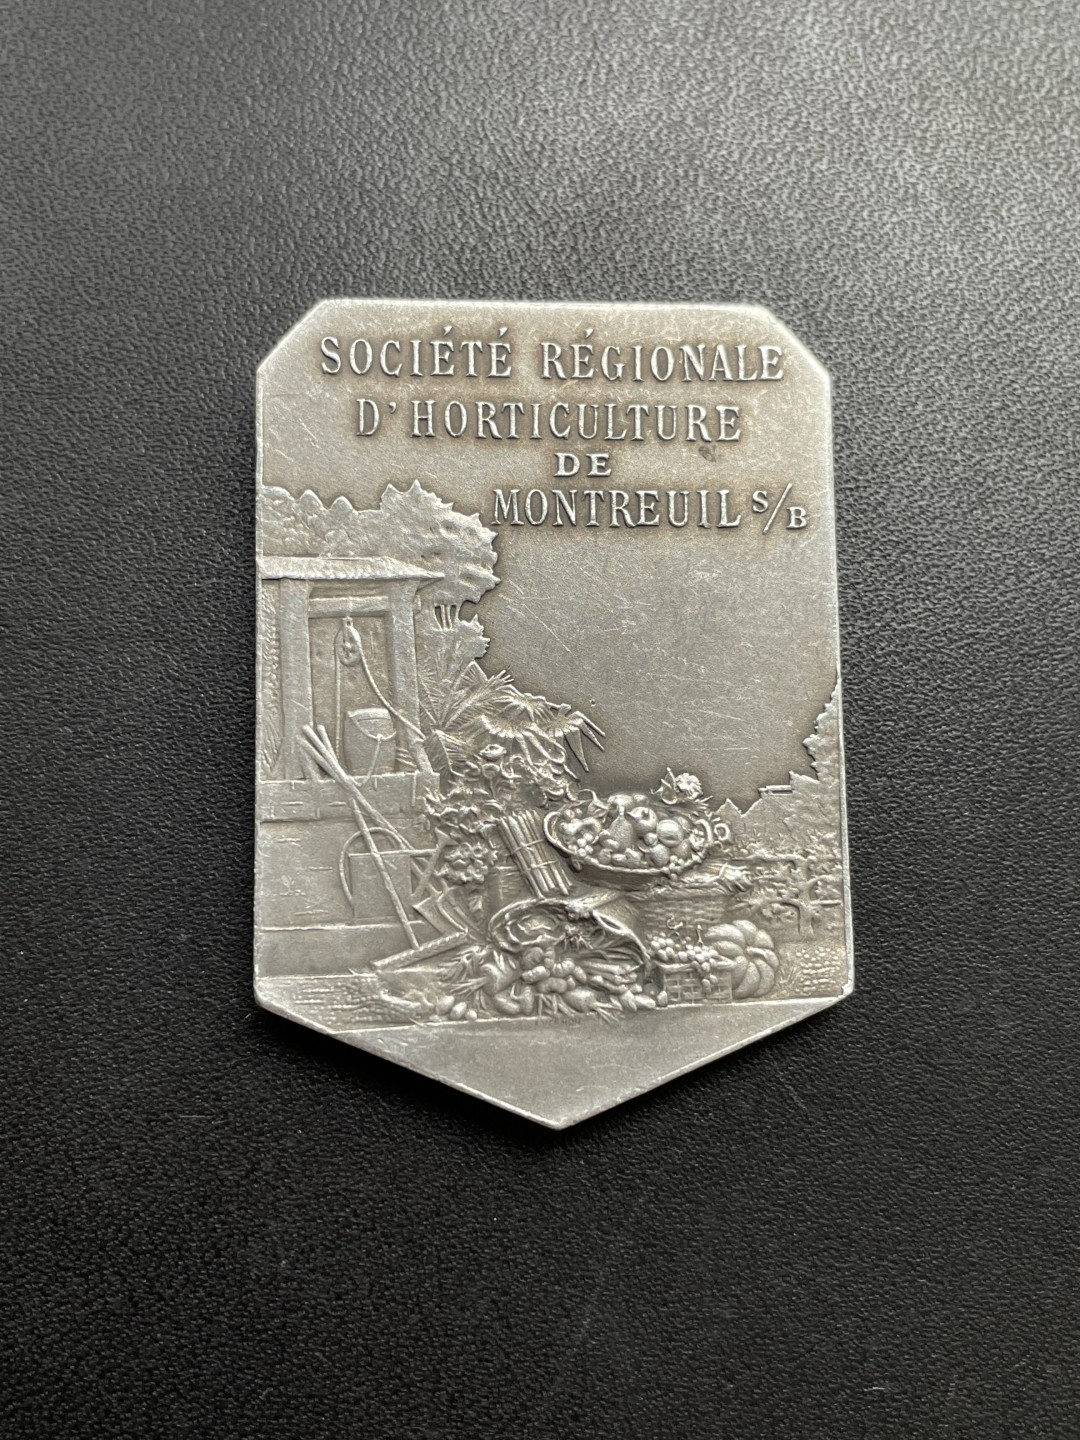 SOCIÉTÉ RÉGIONALE
D'HORTICULTURE
DE
MONTREUIL S/B